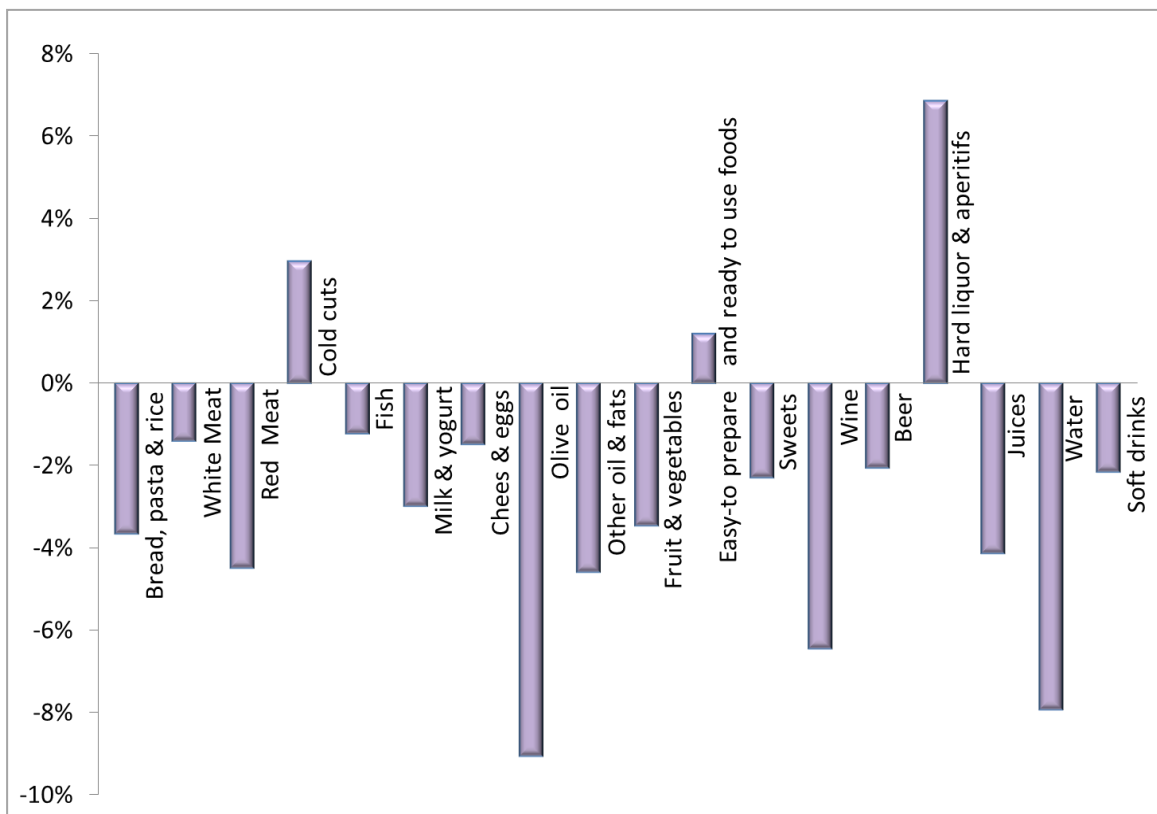 8%
6%
4%
2%
0%
-2%
-4%
-6%
-8%
-10%
Bread, pasta & rice
White Meat
Red Meat
Cold cuts
Fish
Milk & yogurt
Chees & eggs
Olive oil
Other oil & fats
Fruit & vegetables
Easy-to prepare and ready to use foods
Sweets
Wine
Beer
Hard liquor & aperitifs
Juices
Water
Soft drinks